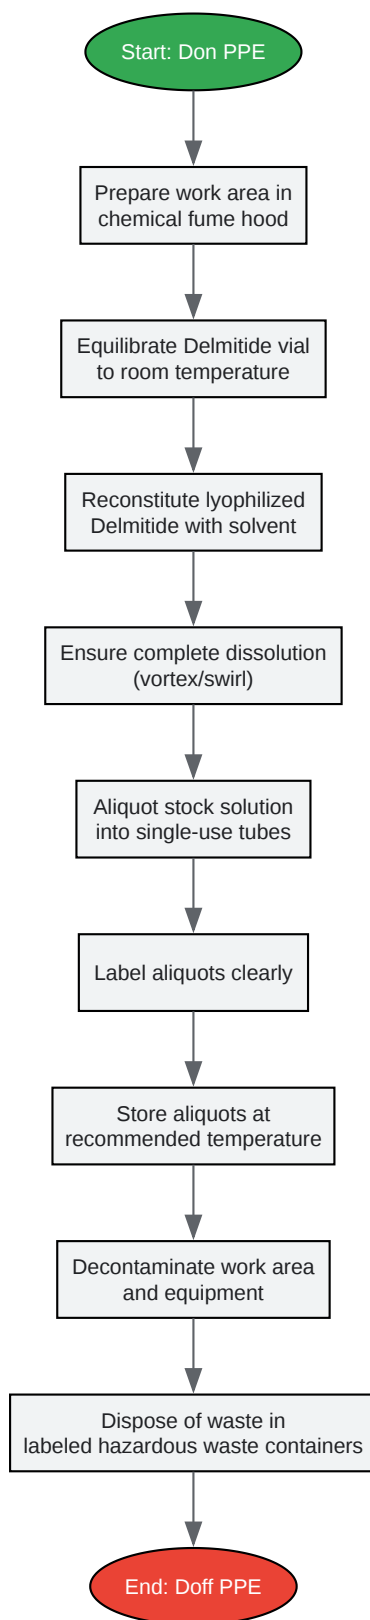 Start: Don PPE
Prepare work area in
chemical fume hood
Equilibrate Delmitide vial
to room temperature
Reconstitute lyophilized
Delmitide with solvent
Ensure complete dissolution
(vortex/swirl)
Aliquot stock solution
into single-use tubes
Label aliquots clearly
Store aliquots at
recommended temperature
Decontaminate work area
and equipment
Dispose of waste in
labeled hazardous waste containers
End: Doff PPE